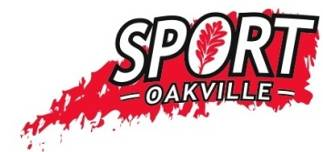 SPORT
— OAKVILLE —